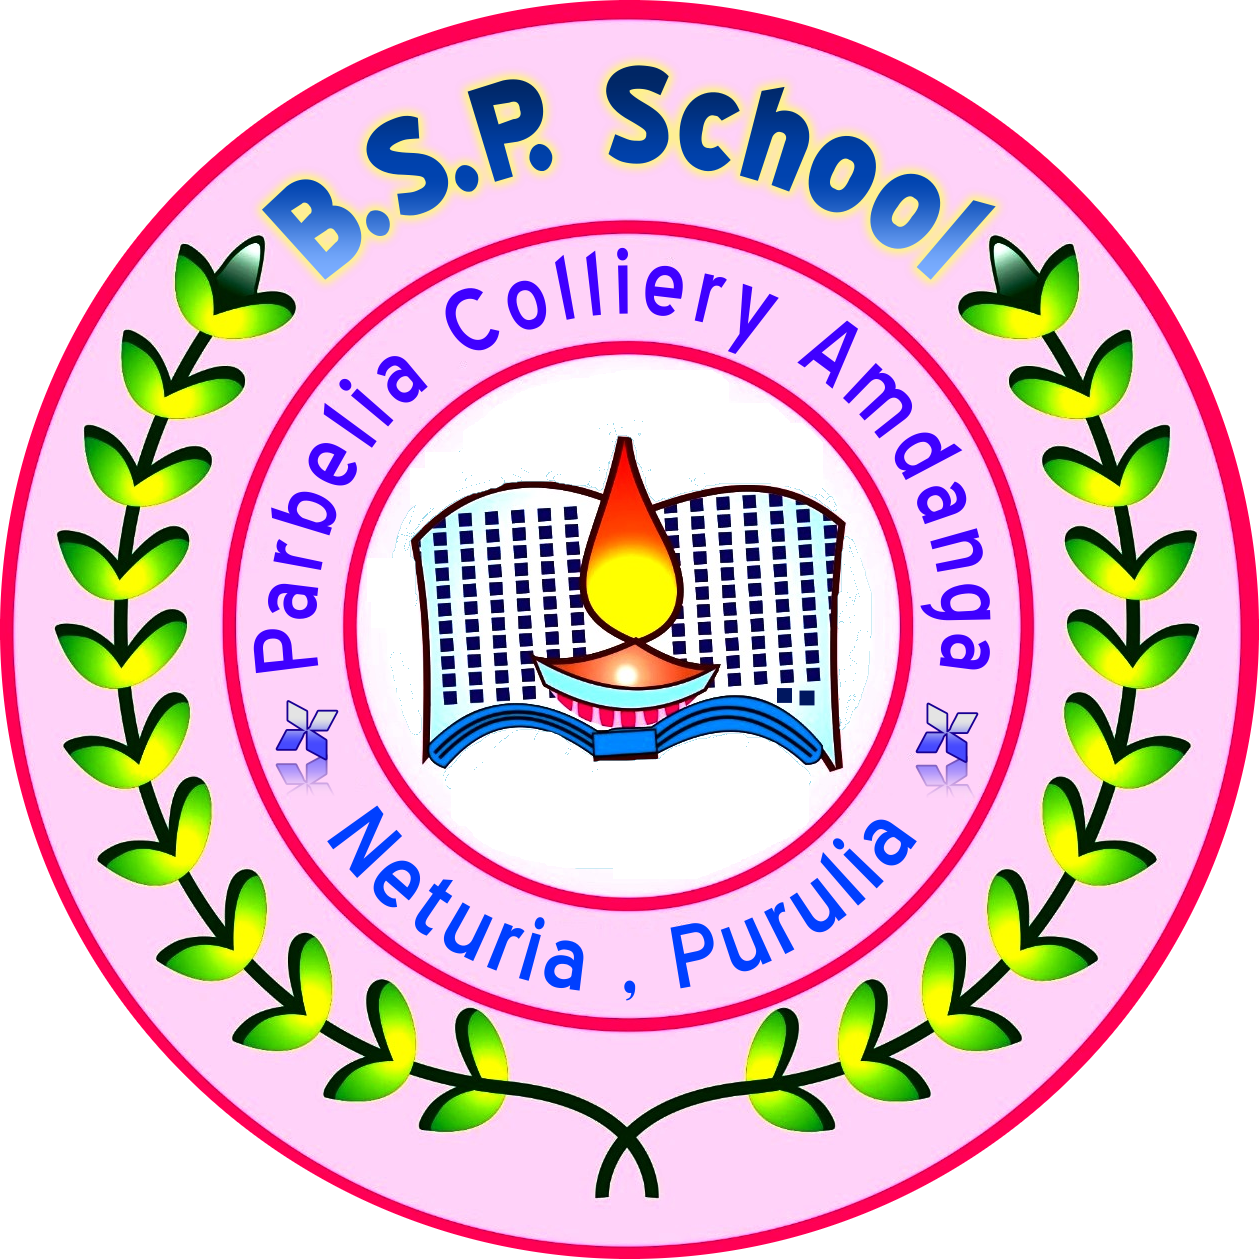 B.S.P. School
Parbelia Colliery Amdanga
Neturia , Purulia